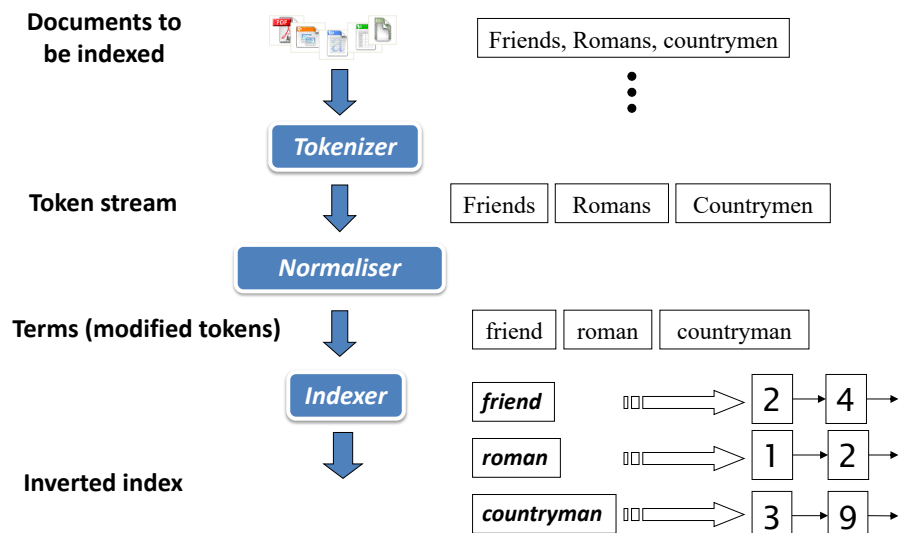 Documents to
be indexed
Friends, Romans, countrymen
Tokenizer
Token stream
Friends Romans Countrymen
Normaliser
Terms (modified tokens)
friend roman countryman
Indexer
friend 2 4
roman 1 2
Inverted index
countryman 3 9